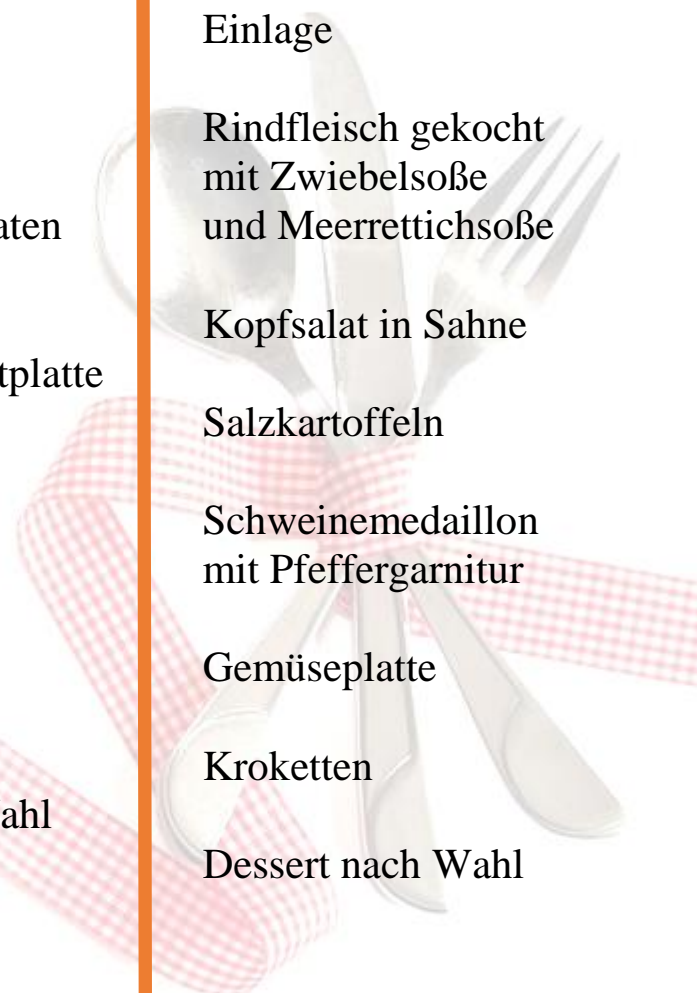 Einlage
Rindfleisch gekocht
mit Zwiebelsoße
und Meerrettichsoße
Kopfsalat in Sahne
Salzkartoffeln
Schweinemedaillon
mit Pfeffergarnitur
Gemüseplatte
Kroketten
Dessert nach Wahl